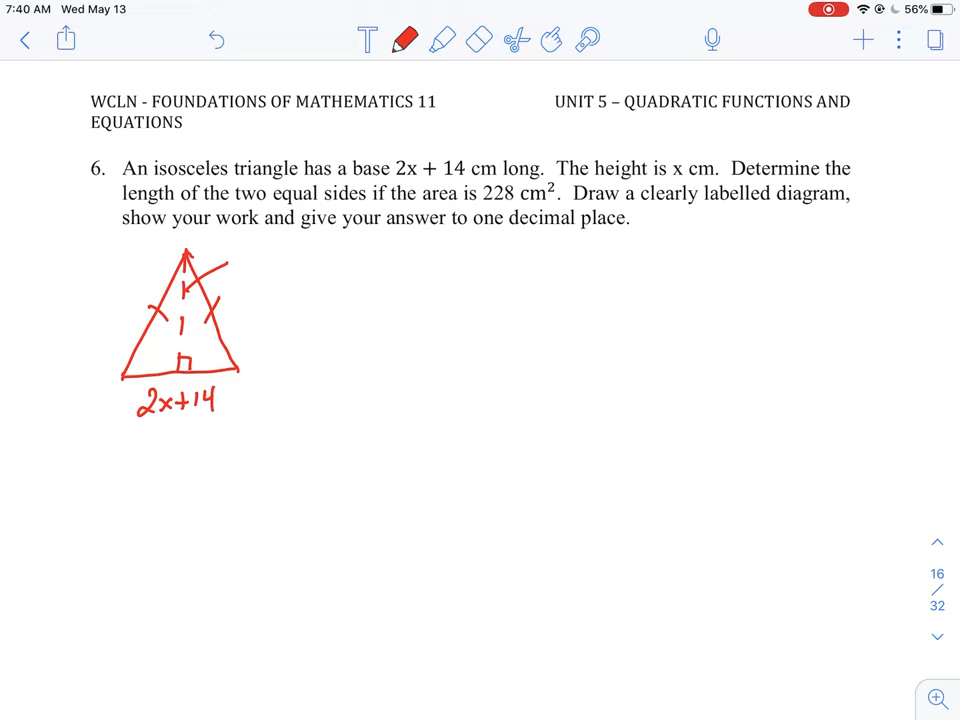 7:40 AM Wed May 13 56%
WCLN - FOUNDATIONS OF MATHEMATICS 11 UNIT 5 – QUADRATIC FUNCTIONS AND
EQUATIONS
6. An isosceles triangle has a base 2x + 14 cm long. The height is x cm. Determine the
length of the two equal sides if the area is 228 cm². Draw a clearly labelled diagram,
show your work and give your answer to one decimal place.
2x+14
16
/
32